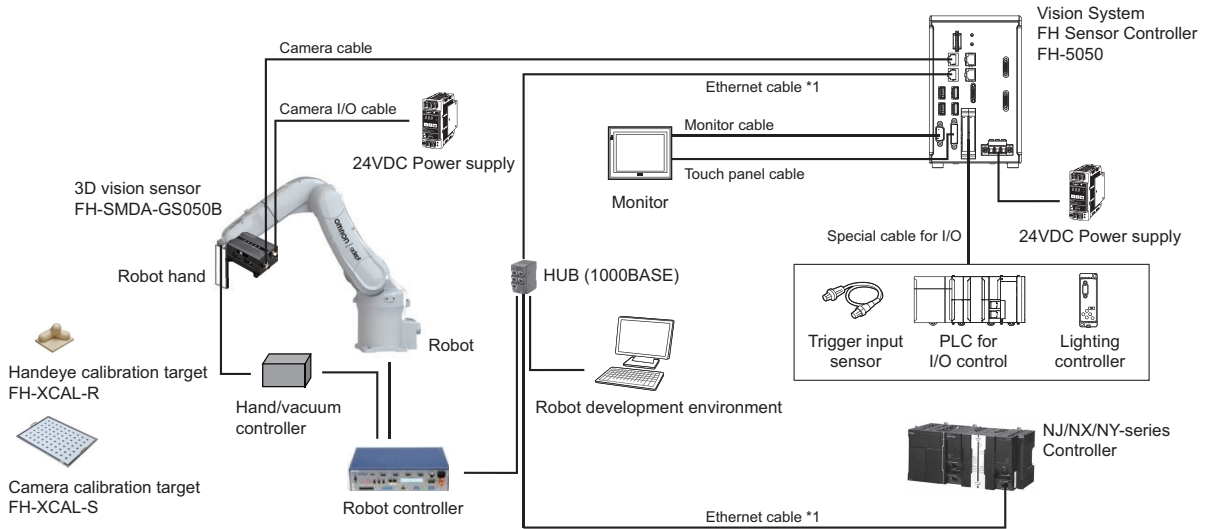 Vision System
FH Sensor Controller
FH-5050
Camera cable
Ethernet cable *1
Camera I/O cable
24VDC Power supply
Monitor cable
Touch panel cable
Monitor
3D vision sensor
FH-SMDA-GS050B
omron | adept
Robot hand
Special cable for I/O
24VDC Power supply
HUB (1000BASE)
Robot
Trigger input
sensor
PLC for
I/O control
Lighting
controller
Handeye calibration target
FH-XCAL-R
Hand/vacuum
controller
Robot development environment
NJ/NX/NY-series
Controller
Camera calibration target
FH-XCAL-S
Robot controller
Ethernet cable *1